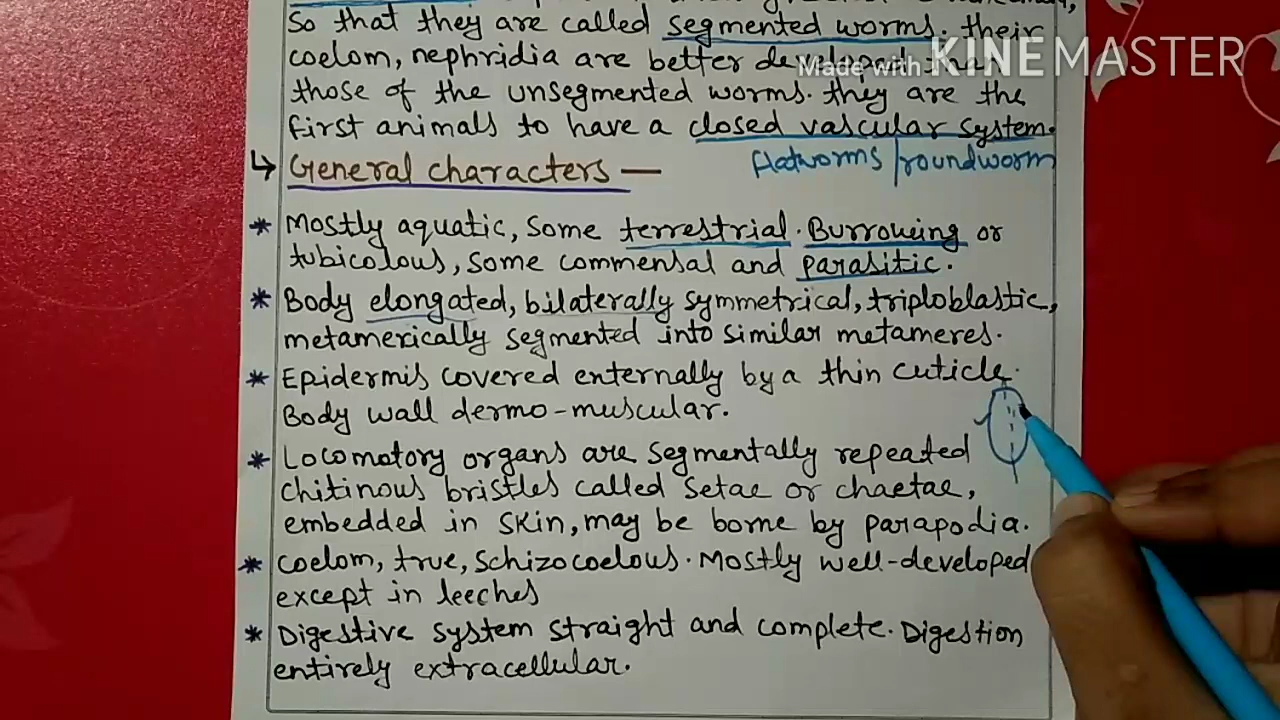 So that they are called segmented worms. their
coelom, nephridia are better developed than
those of the unsegmented worms. they are the
first animals to have a closed vascular system.
flatworms / roundworm
↳ General characters —
* Mostly aquatic, some terrestrial. Burrowing or
tubicolous, some commensal and parasitic.
* Body elongated, bilaterally symmetrical, triploblastic,
metamerically segmented into similar metameres.
* Epidermis covered enternally by a thin cuticle.
Body wall dermo-muscular.
* Locomotory organs are segmentally repeated
chitinous bristles called setae or chaetae,
embedded in skin, may be borne by parapodia.
* Coelom, true, schizocoelous. Mostly well-developed
except in leeches
* Digestive system straight and complete. Digestion,
entirely extracellular.
Made with KINEMASTER